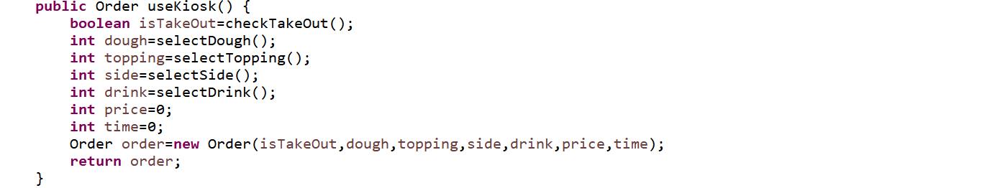 public Order useKiosk() {
    boolean isTakeOut=checkTakeOut();
    int dough=selectDough();
    int topping=selectTopping();
    int side=selectSide();
    int drink=selectDrink();
    int price=0;
    int time=0;
    Order order=new Order(isTakeOut,dough,topping,side,drink,price,time);
    return order;
}